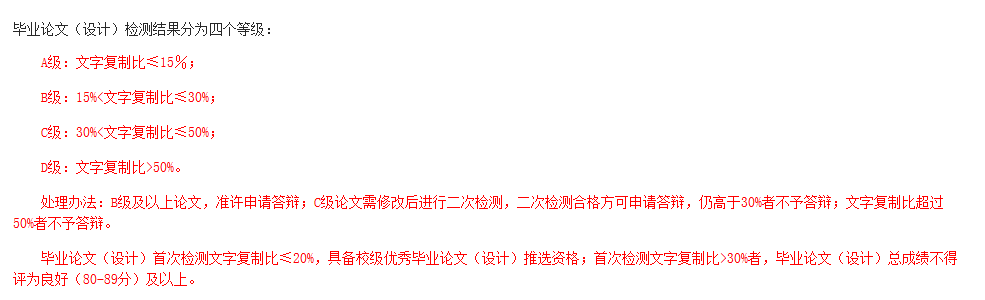 毕业论文（设计）检测结果分为四个等级：
A级：文字复制比≤15％；
B级：15%<文字复制比≤30%；
C级：30%<文字复制比≤50%；
D级：文字复制比>50%。
处理办法：B级及以上论文，准许申请答辩；C级论文需修改后进行二次检测，二次检测合格方可申请答辩，仍高于30%者不予答辩；文字复制比超过
50%者不予答辩。
毕业论文（设计）首次检测文字复制比≤20%，具备校级优秀毕业论文（设计）推选资格；首次检测文字复制比>30%者，毕业论文（设计）总成绩不得
评为良好（80-89分）及以上。